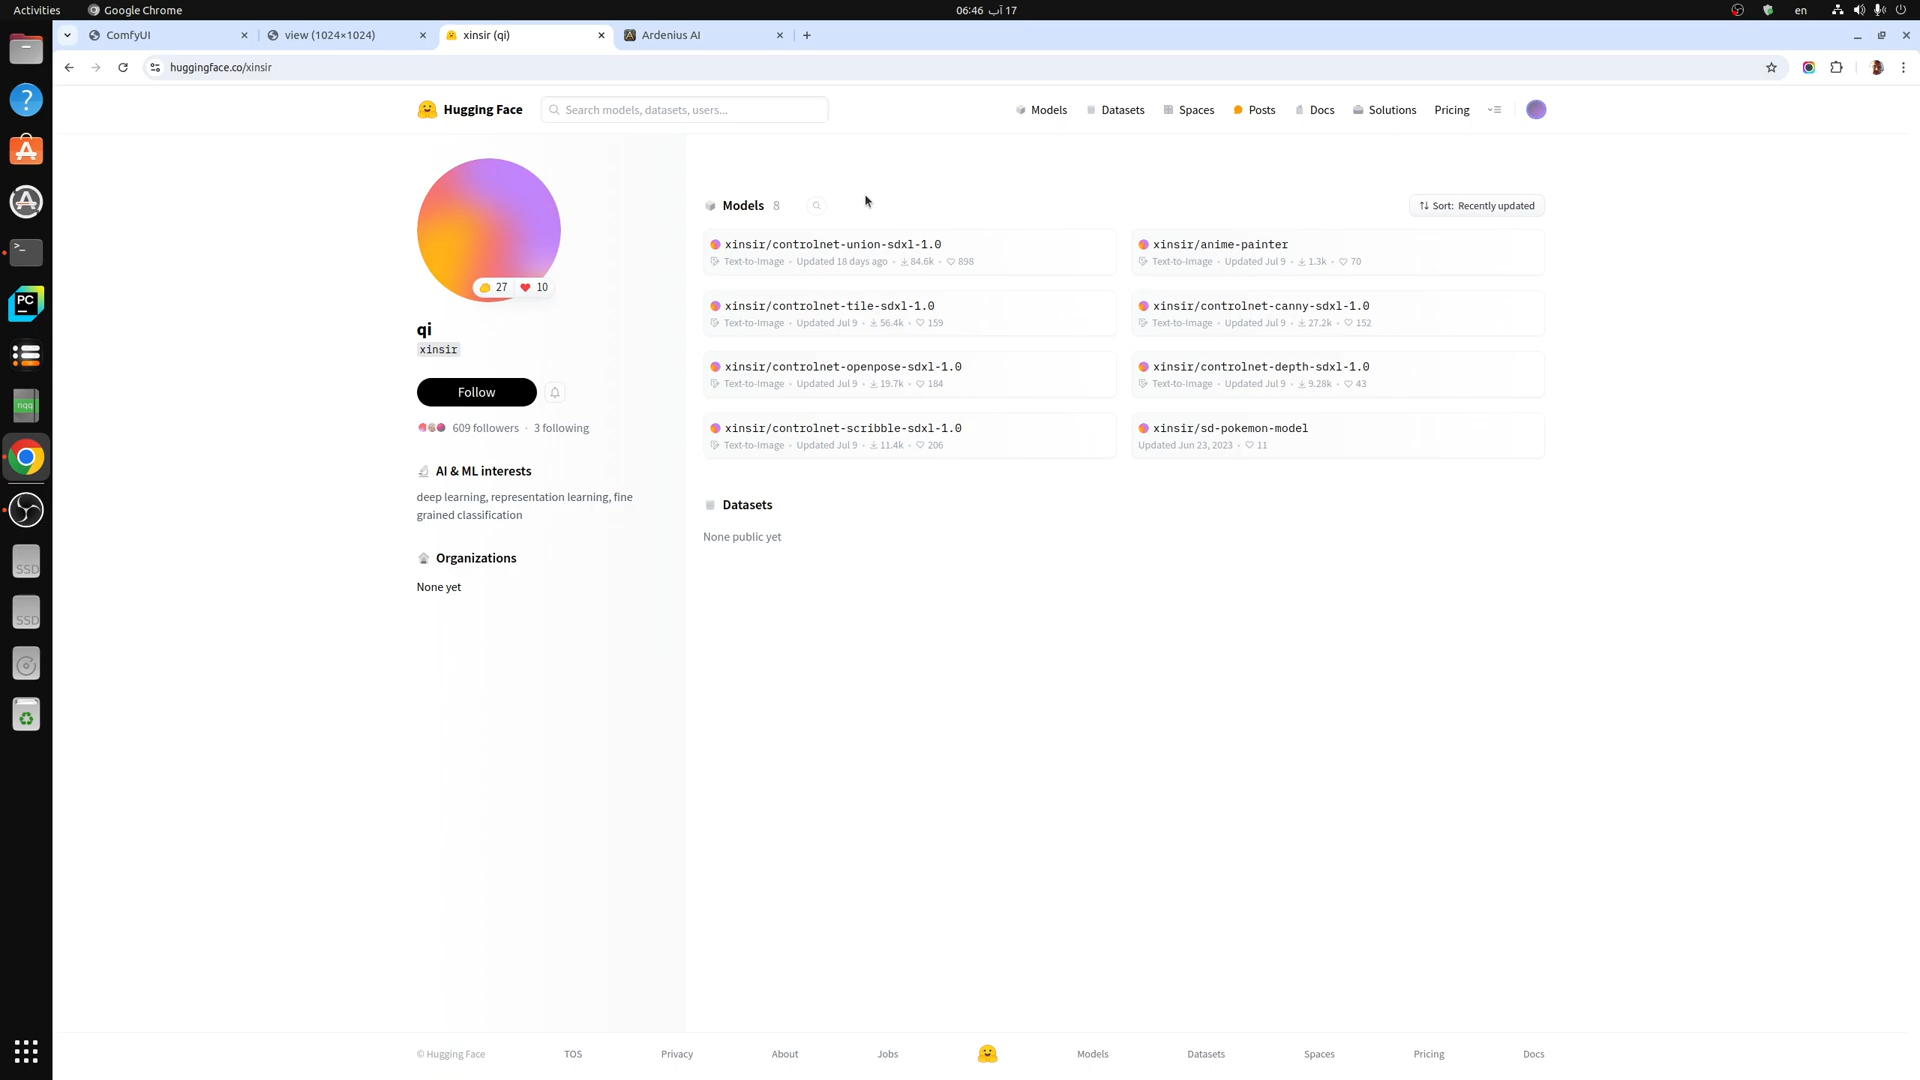 Activities
Google Chrome
06:46 17 آب
en
ComfyUI
view (1024×1024)
xinsir (qi)
Ardenius AI
huggingface.co/xinsir
Hugging Face
Search models, datasets, users...
Models
Datasets
Spaces
Posts
Docs
Solutions
Pricing
27
10
qi
xinsir
Follow
609 followers · 3 following
AI & ML interests
deep learning, representation learning, fine
grained classification
Organizations
None yet
Models 8
Sort: Recently updated
xinsir/controlnet-union-sdxl-1.0
Text-to-Image • Updated 18 days ago • 84.6k • 898
xinsir/anime-painter
Text-to-Image • Updated Jul 9 • 1.3k • 70
xinsir/controlnet-tile-sdxl-1.0
Text-to-Image • Updated Jul 9 • 56.4k • 159
xinsir/controlnet-canny-sdxl-1.0
Text-to-Image • Updated Jul 9 • 27.2k • 152
xinsir/controlnet-openpose-sdxl-1.0
Text-to-Image • Updated Jul 9 • 19.7k • 184
xinsir/controlnet-depth-sdxl-1.0
Text-to-Image • Updated Jul 9 • 9.28k • 43
xinsir/controlnet-scribble-sdxl-1.0
Text-to-Image • Updated Jul 9 • 11.4k • 206
xinsir/sd-pokemon-model
Updated Jun 23, 2023 • 11
Datasets
None public yet
PC
nqq
SSD
SSD
© Hugging Face
TOS
Privacy
About
Jobs
Models
Datasets
Spaces
Pricing
Docs